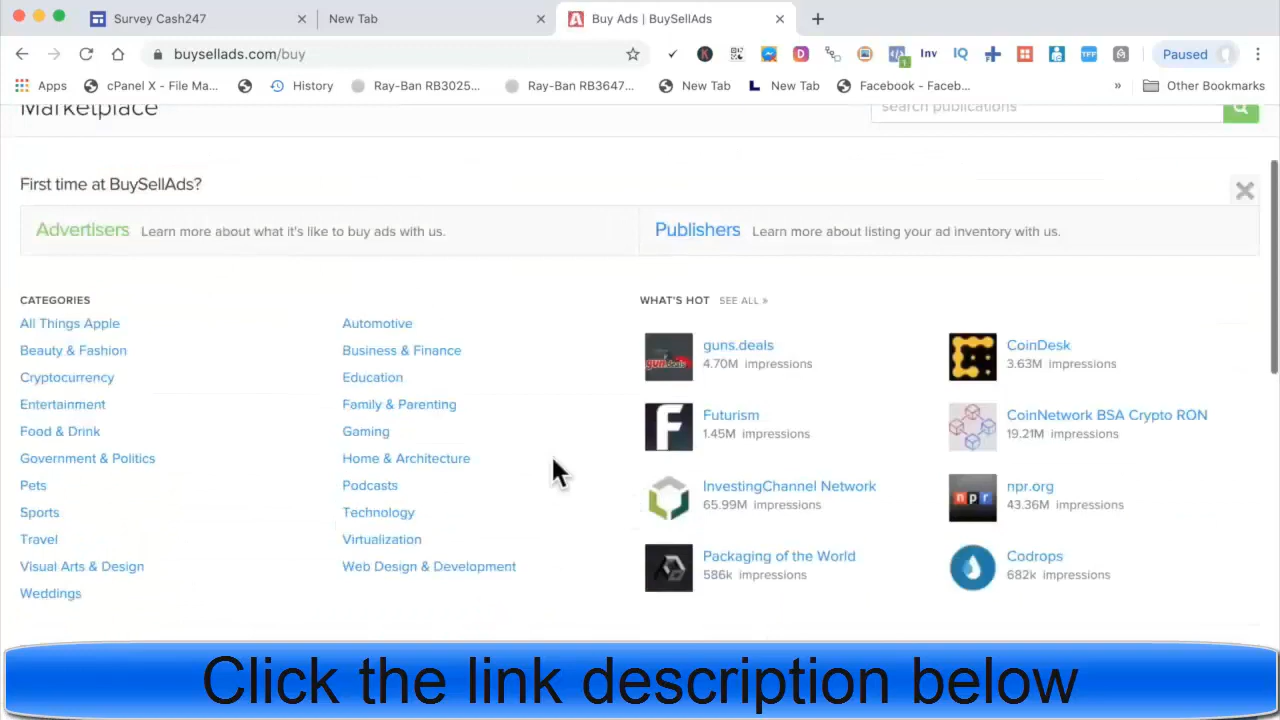 Survey Cash247
New Tab
Buy Ads | BuySellAds
buysellads.com/buy
Inv
IQ
TFF
1
Paused
Apps
cPanel X - File Ma...
History
Ray-Ban RB3025...
Ray-Ban RB3647...
New Tab
New Tab
Facebook - Faceb...
»
Other Bookmarks
Marketplace
search publications
First time at BuySellAds?
Advertisers Learn more about what it's like to buy ads with us.
Publishers Learn more about listing your ad inventory with us.
CATEGORIES
All Things Apple
Automotive
Beauty & Fashion
Business & Finance
Cryptocurrency
Education
Entertainment
Family & Parenting
Food & Drink
Gaming
Government & Politics
Home & Architecture
Pets
Podcasts
Sports
Technology
Travel
Virtualization
Visual Arts & Design
Web Design & Development
Weddings
WHAT'S HOT SEE ALL »
guns.deals
4.70M impressions
CoinDesk
3.63M impressions
Futurism
1.45M impressions
CoinNetwork BSA Crypto RON
19.21M impressions
InvestingChannel Network
65.99M impressions
npr
npr.org
43.36M impressions
Packaging of the World
586k impressions
Codrops
682k impressions
Click the link description below